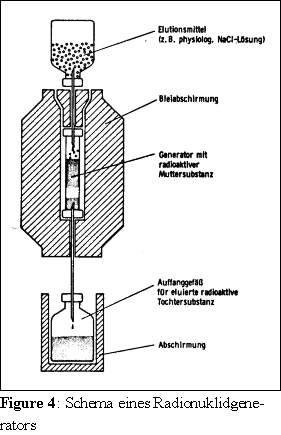 Elutionsmittel
(z. B. physiolog. NaCl-Lösung)
Bleiabschirmung
Generator mit
radioaktiver
Muttersubstanz
Auffanggefäß
für eluierte radioaktive
Tochtersubstanz
Abschirmung
Figure 4: Schema eines Radionuklidgene-
rators